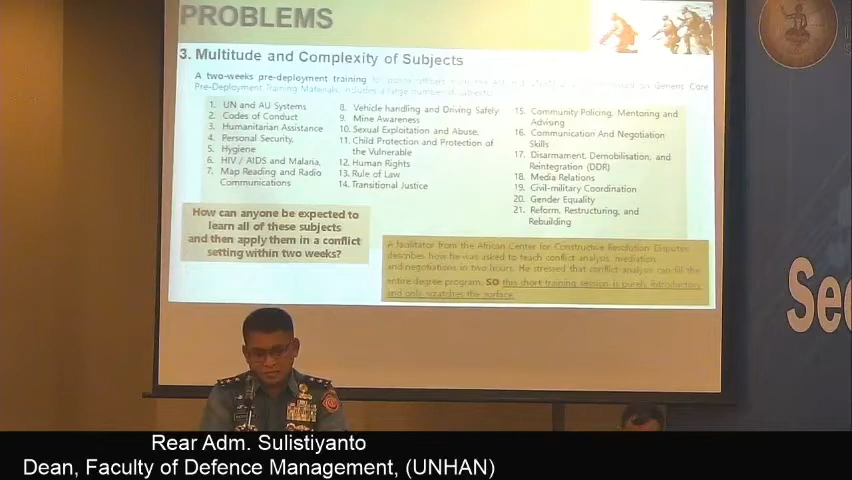 PROBLEMS
3. Multitude and Complexity of Subjects
A two-weeks pre-deployment training for
Pre-Deployment Training Materials, includes a large number of subjects
1. UN and AU Systems
2. Codes of Conduct
3. Humanitarian Assistance
4. Personal Security,
5. Hygiene
6. HIV / AIDS and Malaria,
7. Map Reading and Radio
Communications
8. Vehicle handling and Driving Safely
9. Mine Awareness
10. Sexual Exploitation and Abuse,
11. Child Protection and Protection of
the Vulnerable
12. Human Rights
13. Rule of Law
14. Transitional Justice
15. Community Policing, Mentoring and
Advising
16. Communication And Negotiation
Skills
17. Disarmament, Demobilisation, and
Reintegration (DDR)
18. Media Relations
19. Civil-military Coordination
20. Gender Equality
21. Reform, Restructuring, and
Rebuilding
How can anyone be expected to
learn all of these subjects
and then apply them in a conflict
setting within two weeks?
A facilitator from the African Center for Constructive Resolution Disputes
describes how he was asked to teach conflict analysis, mediation
and negotiations in two hours. He stressed that conflict analysis can fill the
entire degree program. SO this short training session is purely introductory
and only scratches the surface.
Rear Adm. Sulistiyanto
Dean, Faculty of Defence Management, (UNHAN)